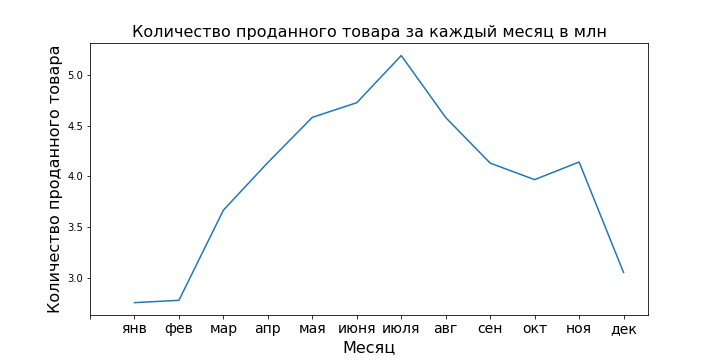 Количество проданного товара за каждый месяц в млн
Количество проданного товара
5.0
4.5
4.0
3.5
3.0
янв фев мар апр мая июня июля авг сен окт ноя дек
Месяц